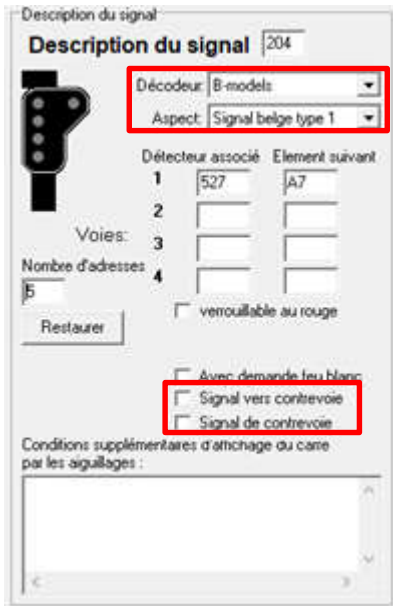 Description du signal
Description du signal 204
Décodeur B-models
Aspect: Signal belge type 1
Détecteur associé Element suivant
1 527 A7
2
Voies:
3
Nombre d'adresses
4
5
verrouillable au rouge
Restaurer
Avec demande feu blanc
Signal vers contrevoie
Signal de contrevoie
Conditions supplémentaires d'affichage du carré
par les aiguillages :